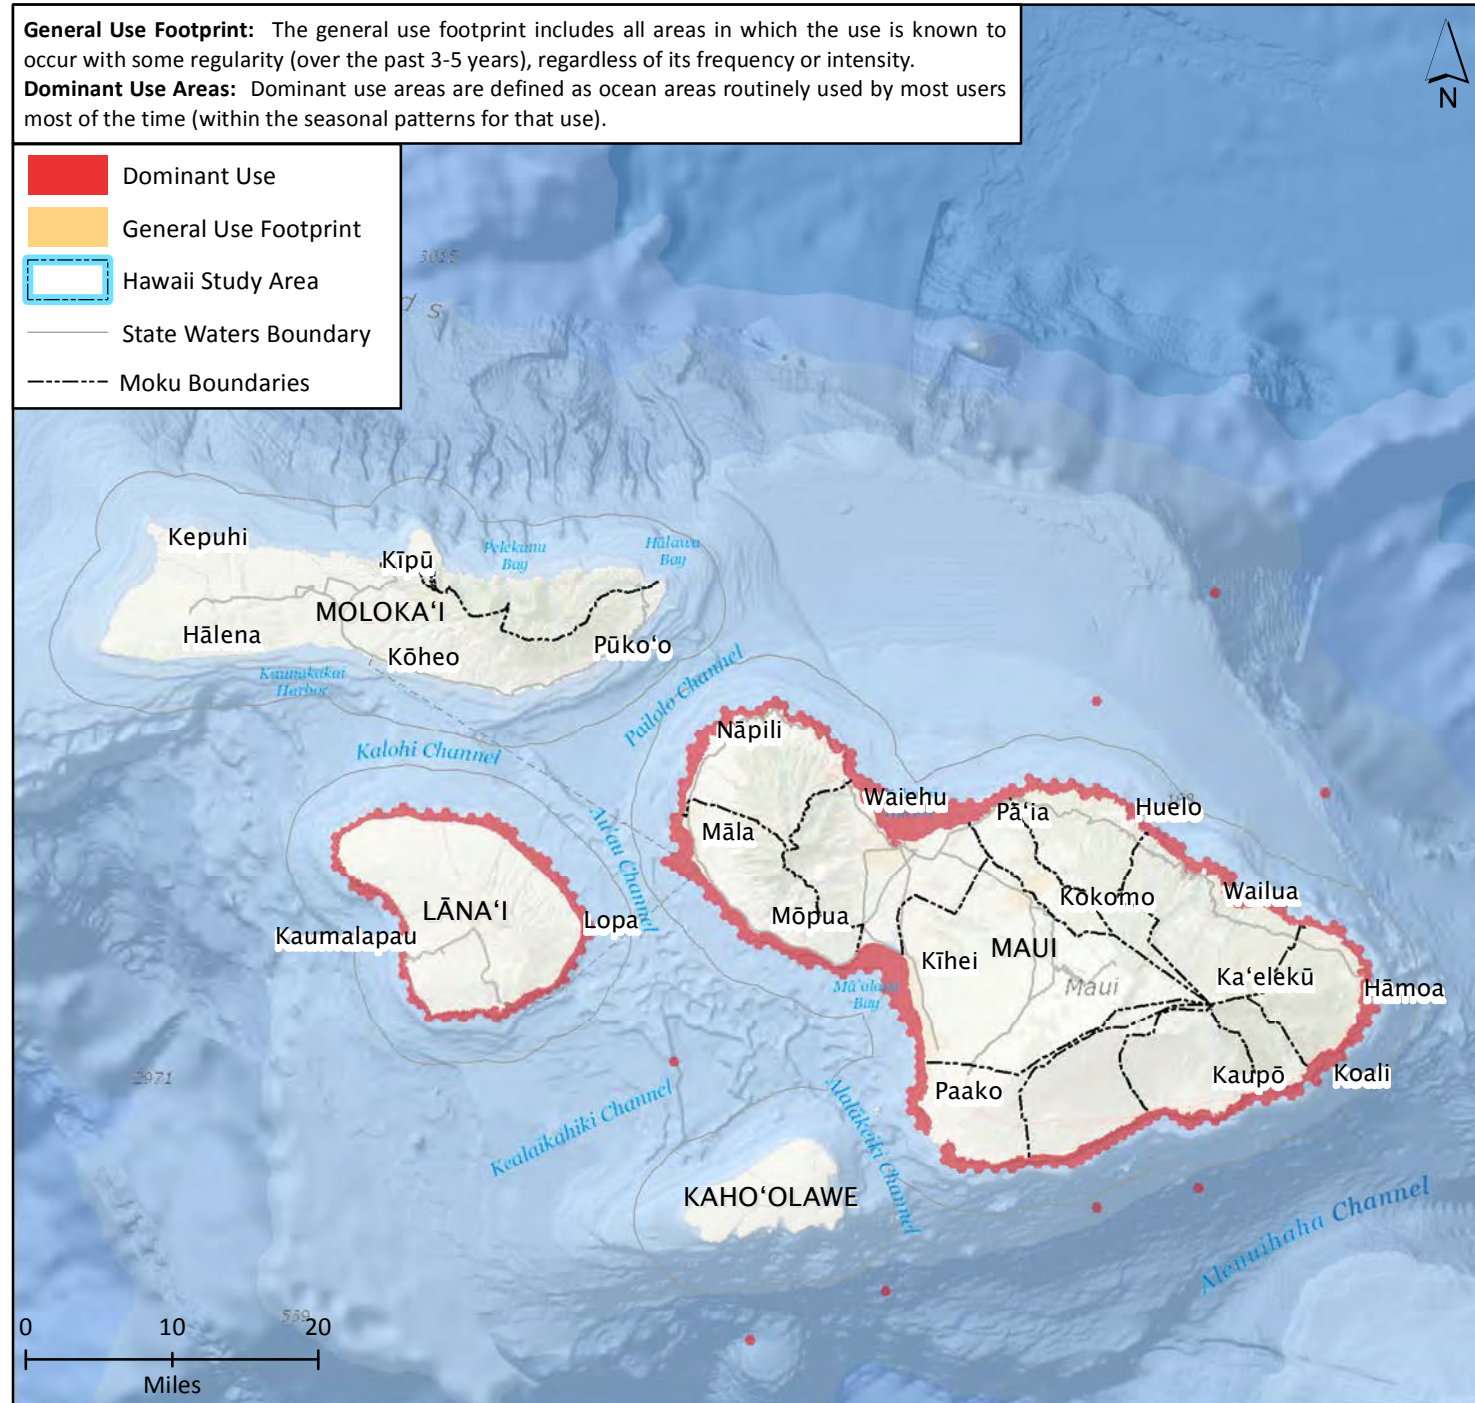 General Use Footprint: The general use footprint includes all areas in which the use is known to
occur with some regularity (over the past 3-5 years), regardless of its frequency or intensity.
Dominant Use Areas: Dominant use areas are defined as ocean areas routinely used by most users
most of the time (within the seasonal patterns for that use).
N
Dominant Use
General Use Footprint
Hawaii Study Area
State Waters Boundary
Moku Boundaries
3015
d s
Kepuhi
Kīpū
Pelekunu
Bay
Hālawa
Bay
MOLOKAʻI
Hālena
Kōheo
Pūkoʻo
Kaunakakai
Harbor
Pailolo Channel
Kalohi Channel
Nāpili
Waiehu
Pāʻia
Huelo
Māla
Auʻau Channel
Kōkomo
Wailua
LĀNAʻI
Lopa
Mōpua
Kaumalapau
Kīhei
MAUI
Maui
Kaʻelekū
Hāmoa
Māʻalaea
Bay
2971
Paako
Kaupō
Koali
Kealaikahiki Channel
Alalākeiki Channel
KAHOʻOLAWE
Alenuihāhā Channel
539
0 10 20
Miles